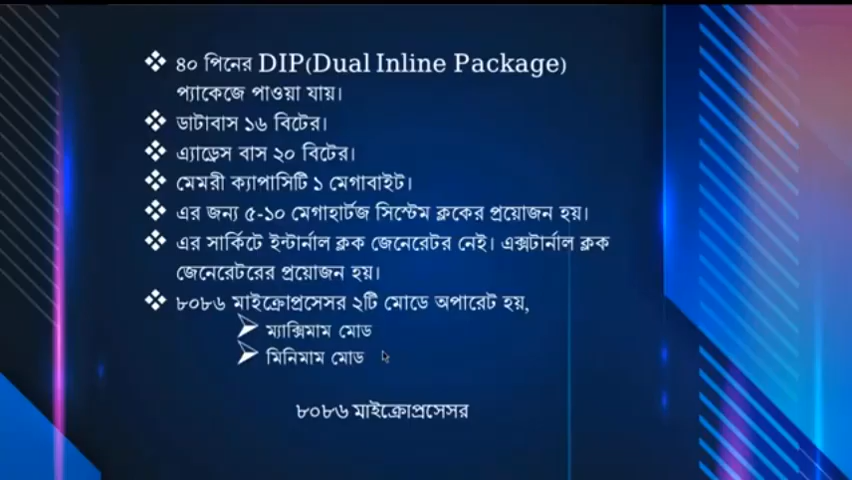 ❖ ৪০ পিনের DIP(Dual Inline Package)
প্যাকেজে পাওয়া যায়।
❖ ডাটাবাস ১৬ বিটের।
❖ এ্যাড্রেস বাস ২০ বিটের।
❖ মেমরী ক্যাপাসিটি ১ মেগাবাইট।
❖ এর জন্য ৫-১০ মেগাহার্টজ সিস্টেম ক্লকের প্রয়োজন হয়।
❖ এর সার্কিটে ইন্টার্নাল ক্লক জেনেরেটর নেই। এক্সটার্নাল ক্লক
জেনেরেটরের প্রয়োজন হয়।
❖ ৮০৮৬ মাইক্রোপ্রসেসর ২টি মোডে অপারেট হয়,
➢ ম্যাক্সিমাম মোড
➢ মিনিমাম মোড
৮০৮৬ মাইক্রোপ্রসেসর